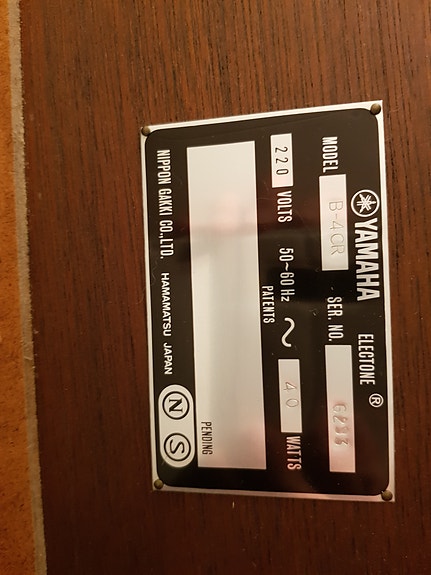 YAMAHA ELECTONE ®
MODEL B-4CR SER. NO.
220 VOLTS 50~60 Hz ~ 40 WATTS
PATENTS
PENDING
NIPPON GAKKI CO.,LTD. HAMAMATSU JAPAN N S